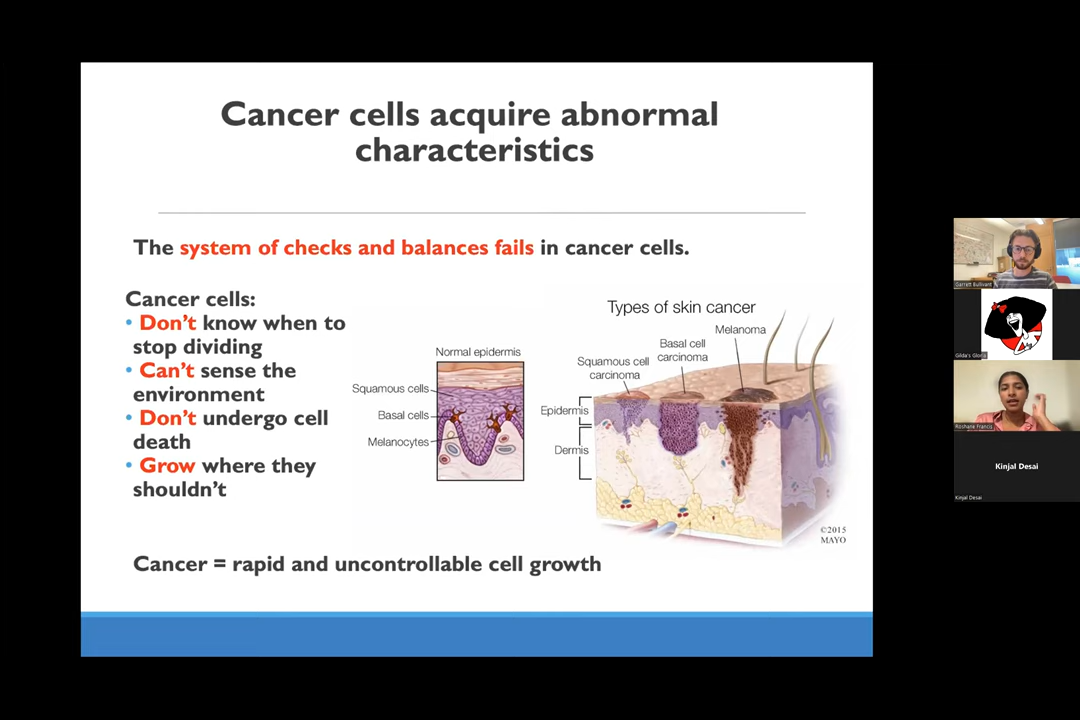 Cancer cells acquire abnormal
characteristics
The system of checks and balances fails in cancer cells.
Cancer cells:
• Don't know when to
stop dividing
• Can't sense the
environment
• Don't undergo cell
death
• Grow where they
shouldn't
Normal epidermis
Squamous cells
Basal cells
Melanocytes
Types of skin cancer
Melanoma
Basal cell
carcinoma
Squamous cell
carcinoma
Epidermis
Dermis
©2015
MAYO
Cancer = rapid and uncontrollable cell growth
Garrett Bullivant
Gilda's Gloria
Roshane Francis
Kinjal Desai
Kinjal Desai